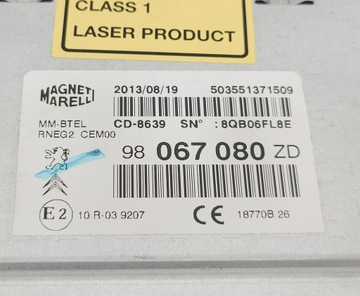 CLASS 1
LASER PRODUCT
MAGNETI
MARELLI
2013/08/19 503551371509
MM-BTEL CD-8639 SN° :8QB06FL8E
RNEG2 CEM00
98 067 080 ZD
E2 10 R-03 9207 CE 18770B 26